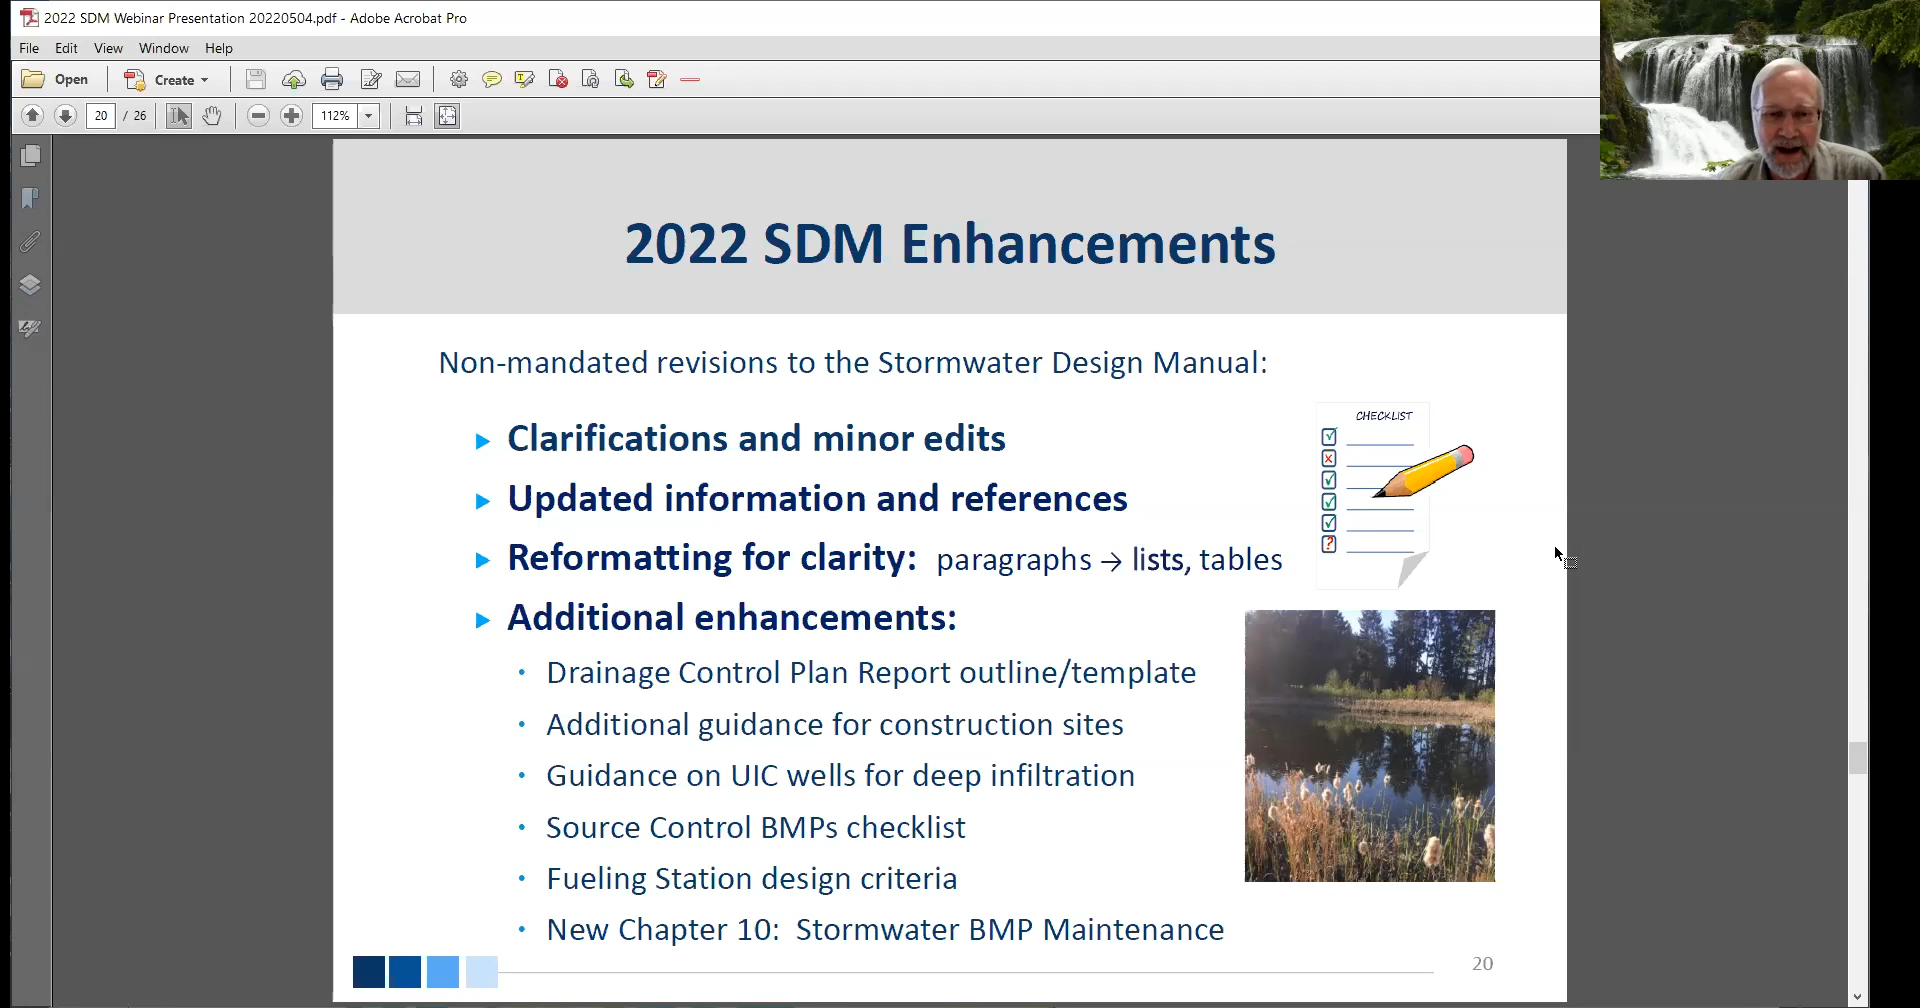 2022 SDM Webinar Presentation 20220504.pdf - Adobe Acrobat Pro
File Edit View Window Help
Open Create
20 / 26 112%
2022 SDM Enhancements
Non-mandated revisions to the Stormwater Design Manual:
Clarifications and minor edits
Updated information and references
Reformatting for clarity: paragraphs → lists, tables
Additional enhancements:
• Drainage Control Plan Report outline/template
• Additional guidance for construction sites
• Guidance on UIC wells for deep infiltration
• Source Control BMPs checklist
• Fueling Station design criteria
• New Chapter 10: Stormwater BMP Maintenance
CHECKLIST
20